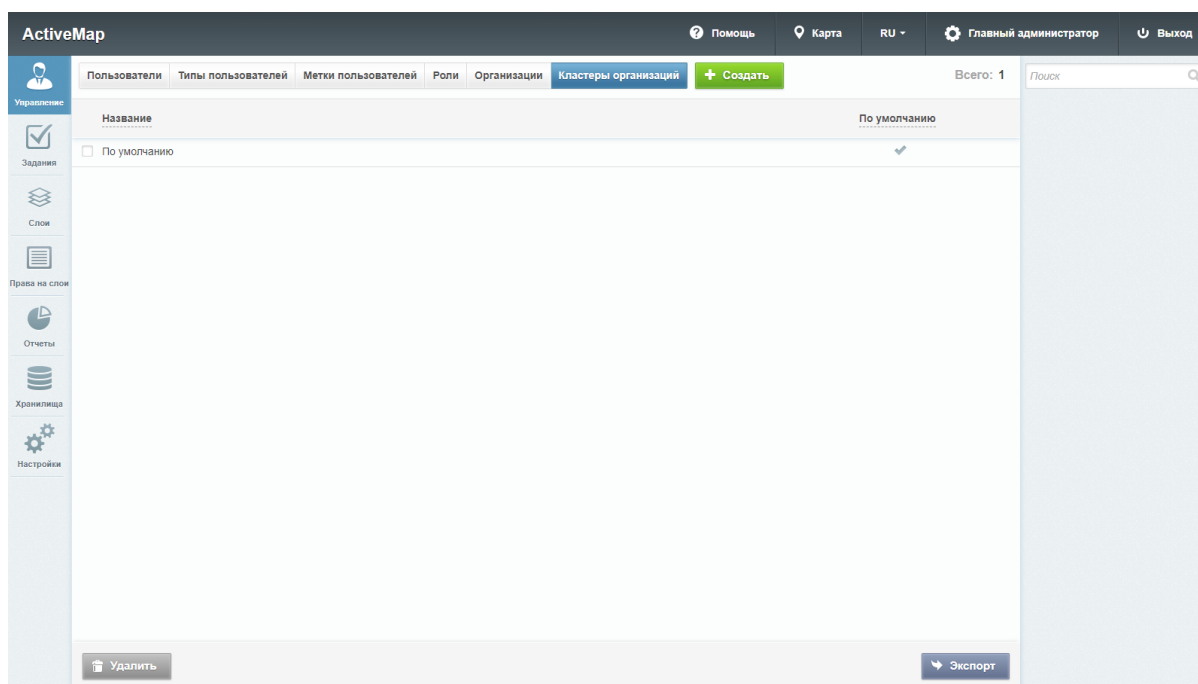 ActiveMap
Помощь
Карта
RU
Главный администратор
Выход
Управление
Задания
Слои
Права на слои
Отчеты
Хранилища
Настройки
Пользователи
Типы пользователей
Метки пользователей
Роли
Организации
Кластеры организаций
Создать
Всего: 1
Поиск
Название
По умолчанию
По умолчанию
Удалить
Экспорт